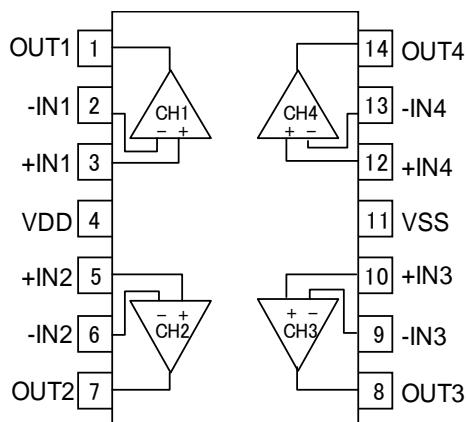 OUT1 1 14 OUT4
-IN1 2 CH1 CH4 13 -IN4
− + + −
+IN1 3 12 +IN4
VDD 4 11 VSS
+IN2 5 10 +IN3
− + + −
-IN2 6 CH2 CH3 9 -IN3
OUT2 7 8 OUT3